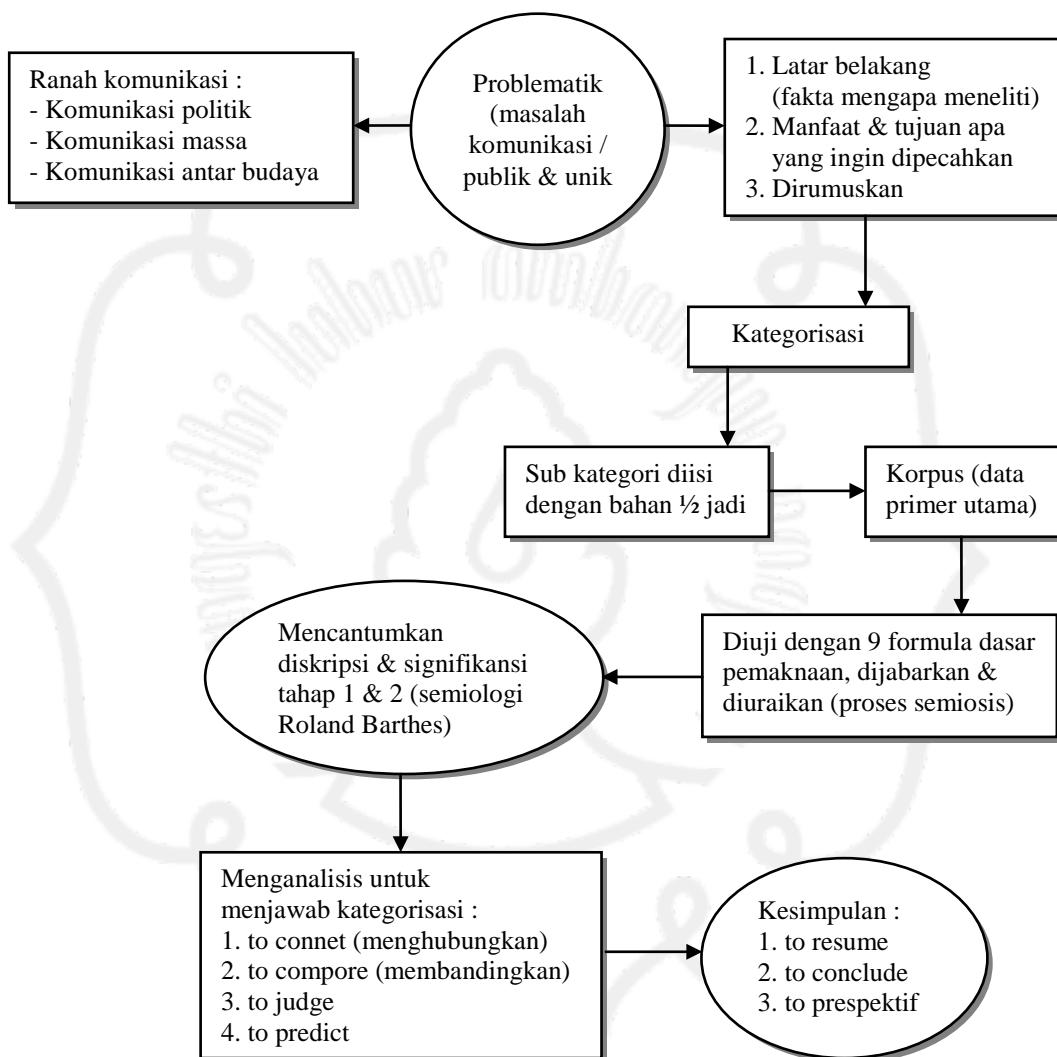 Ranah komunikasi :
- Komunikasi politik
- Komunikasi massa
- Komunikasi antar budaya
Problematik
(masalah
komunikasi /
publik & unik
1. Latar belakang
(fakta mengapa meneliti)
2. Manfaat & tujuan apa
yang ingin dipecahkan
3. Dirumuskan
Kategorisasi
Sub kategori diisi
dengan bahan ½ jadi
Korpus (data
primer utama)
Diuji dengan 9 formula dasar
pemaknaan, dijabarkan &
diuraikan (proses semiosis)
Mencantumkan
diskripsi & signifikansi
tahap 1 & 2 (semiologi
Roland Barthes)
Menganalisis untuk
menjawab kategorisasi :
1. to connet (menghubungkan)
2. to compore (membandingkan)
3. to judge
4. to predict
Kesimpulan :
1. to resume
2. to conclude
3. to prespektif